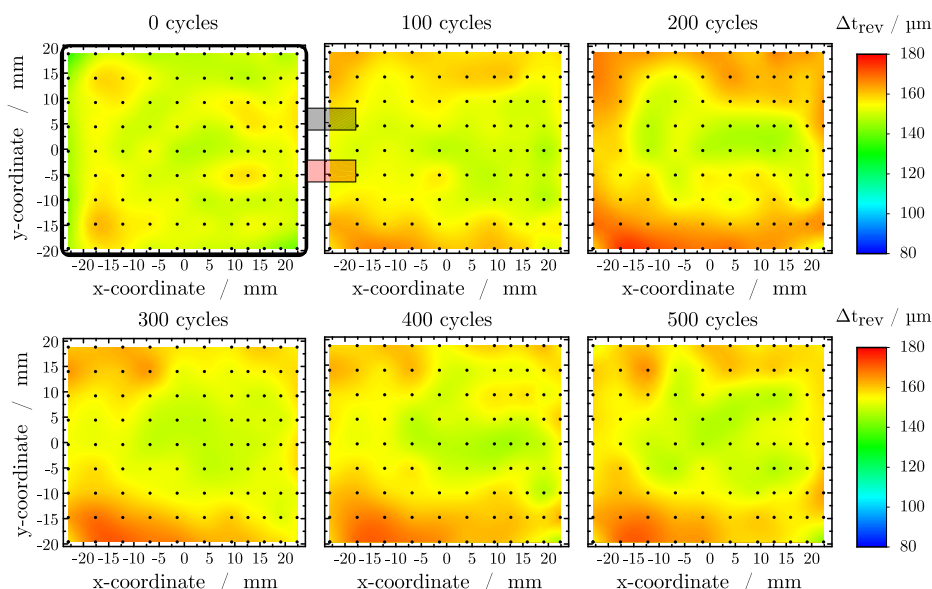 0 cycles 100 cycles 200 cycles Δt_rev / µm
20 15 10 5 0 -5 -10 -15 -20
y-coordinate / mm
180 160 140 120 100 80
-20 -15 -10 -5 0 5 10 15 20 -20 -15 -10 -5 0 5 10 15 20 -20 -15 -10 -5 0 5 10 15 20
x-coordinate / mm x-coordinate / mm x-coordinate / mm
300 cycles 400 cycles 500 cycles Δt_rev / µm
20 15 10 5 0 -5 -10 -15 -20
y-coordinate / mm
180 160 140 120 100 80
-20 -15 -10 -5 0 5 10 15 20 -20 -15 -10 -5 0 5 10 15 20 -20 -15 -10 -5 0 5 10 15 20
x-coordinate / mm x-coordinate / mm x-coordinate / mm